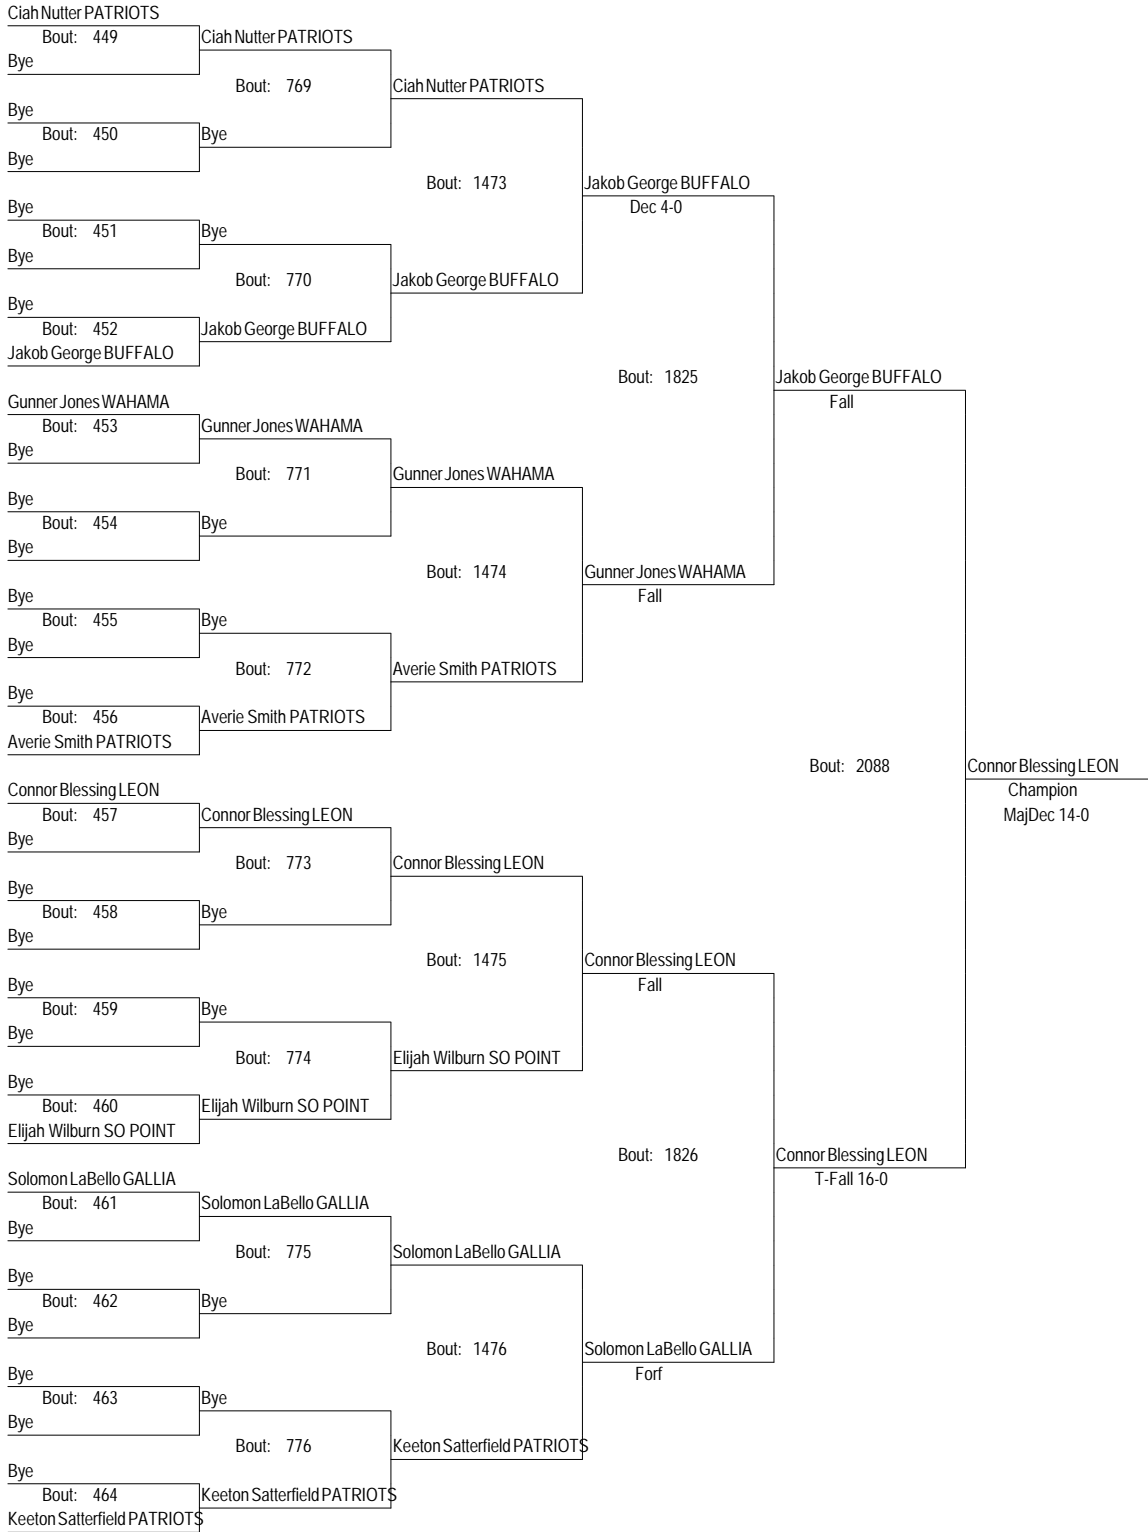 Ciah Nutter PATRIOTS
Bout: 449 Ciah Nutter PATRIOTS
Bye
Bout: 769 Ciah Nutter PATRIOTS
Bye
Bout: 450 Bye
Bye
Bout: 1473 Jakob George BUFFALO
Bye Dec 4-0
Bout: 451 Bye
Bye
Bout: 770 Jakob George BUFFALO
Bye
Bout: 452 Jakob George BUFFALO
Jakob George BUFFALO
Bout: 1825 Jakob George BUFFALO
Gunner Jones WAHAMA Fall
Bout: 453 Gunner Jones WAHAMA
Bye
Bout: 771 Gunner Jones WAHAMA
Bye
Bout: 454 Bye
Bye
Bout: 1474 Gunner Jones WAHAMA
Bye Fall
Bout: 455 Bye
Bye
Bout: 772 Averie Smith PATRIOTS
Bye
Bout: 456 Averie Smith PATRIOTS
Averie Smith PATRIOTS
Bout: 2088 Connor Blessing LEON
Connor Blessing LEON Champion
Bout: 457 Connor Blessing LEON MajDec 14-0
Bye
Bout: 773 Connor Blessing LEON
Bye
Bout: 458 Bye
Bye
Bout: 1475 Connor Blessing LEON
Bye Fall
Bout: 459 Bye
Bye
Bout: 774 Elijah Wilburn SO POINT
Bye
Bout: 460 Elijah Wilburn SO POINT
Elijah Wilburn SO POINT
Bout: 1826 Connor Blessing LEON
Solomon LaBello GALLIA T-Fall 16-0
Bout: 461 Solomon LaBello GALLIA
Bye
Bout: 775 Solomon LaBello GALLIA
Bye
Bout: 462 Bye
Bye
Bout: 1476 Solomon LaBello GALLIA
Bye Forf
Bout: 463 Bye
Bye
Bout: 776 Keeton Satterfield PATRIOTS
Bye
Bout: 464 Keeton Satterfield PATRIOTS
Keeton Satterfield PATRIOTS